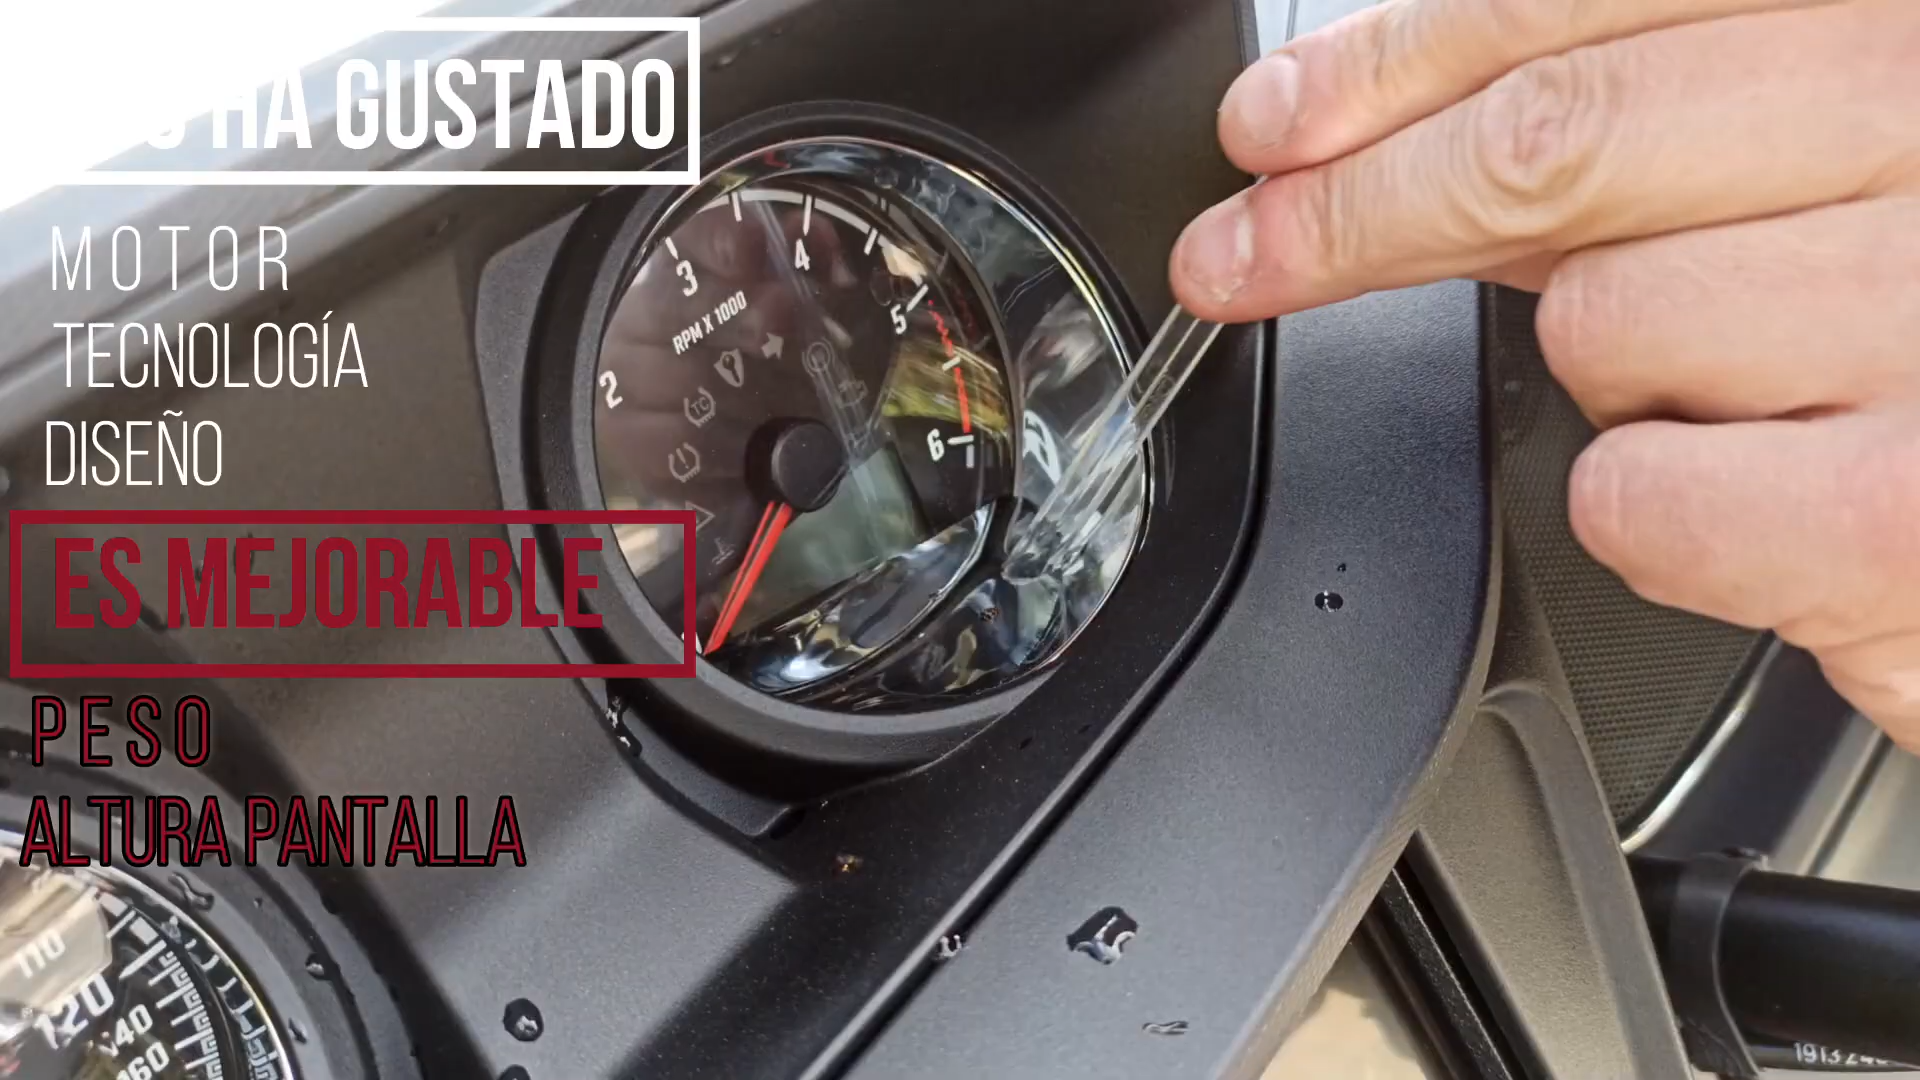 HA GUSTADO
MOTOR
TECNOLOGÍA
DISEÑO
ES MEJORABLE
PESO
ALTURA PANTALLA
2
3
4
5
6
RPM X 1000
TC
110
120
140
160